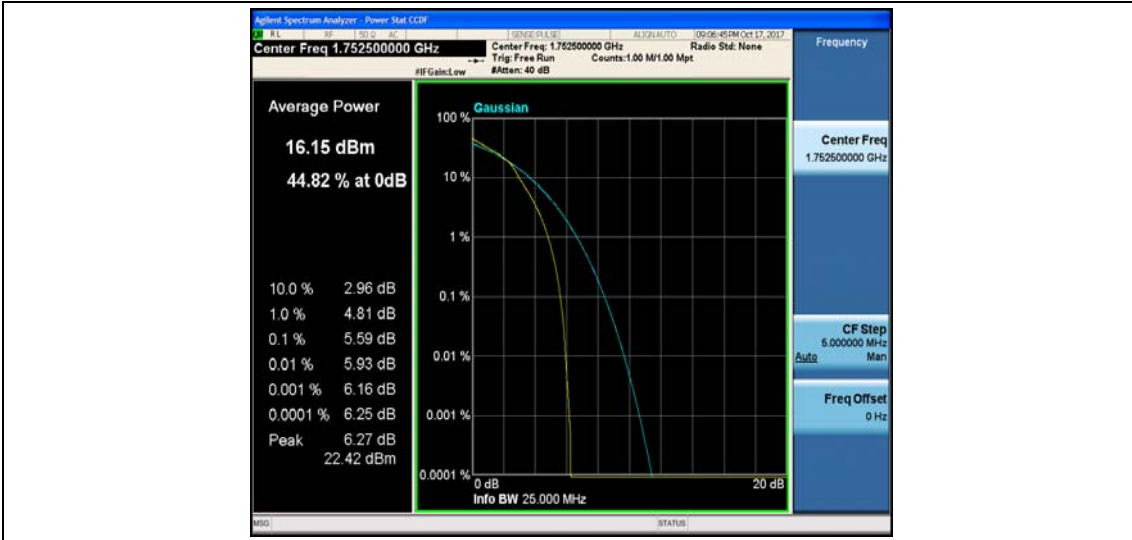 Agilent Spectrum Analyzer - Power Stat CCDF
RL RF 50 Ω AC SENSE:PULSE ALIGNAUTO 09:06:45 PM Oct 17, 2017
Center Freq 1.752500000 GHz
Center Freq: 1.752500000 GHz Radio Std: None
Trig: Free Run Counts:1.00 M/1.00 Mpt
#IFGain:Low #Atten: 40 dB
Frequency
Center Freq
1.752500000 GHz
CF Step
5.000000 MHz
Auto Man
Freq Offset
0 Hz
Average Power
16.15 dBm
44.82 % at 0dB
10.0 % 2.96 dB
1.0 % 4.81 dB
0.1 % 5.59 dB
0.01 % 5.93 dB
0.001 % 6.16 dB
0.0001 % 6.25 dB
Peak 6.27 dB
22.42 dBm
Gaussian
100 %
10 %
1 %
0.1 %
0.01 %
0.001 %
0.0001 %
0 dB 20 dB
Info BW 25.000 MHz
MSG STATUS